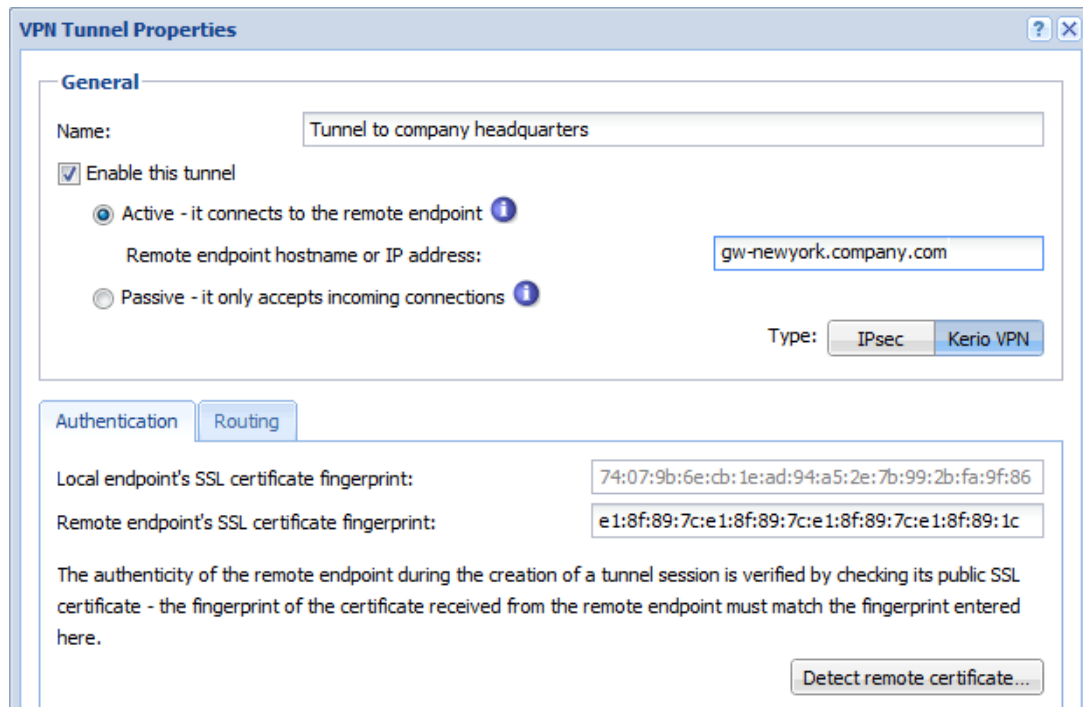 VPN Tunnel Properties
General
Name: Tunnel to company headquarters
Enable this tunnel
Active - it connects to the remote endpoint
Remote endpoint hostname or IP address: gw-newyork.company.com
Passive - it only accepts incoming connections
Type: IPsec Kerio VPN
Authentication Routing
Local endpoint's SSL certificate fingerprint: 74:07:9b:6e:cb:1e:ad:94:a5:2e:7b:99:2b:fa:9f:86
Remote endpoint's SSL certificate fingerprint: e1:8f:89:7c:e1:8f:89:7c:e1:8f:89:7c:e1:8f:89:1c
The authenticity of the remote endpoint during the creation of a tunnel session is verified by checking its public SSL
certificate - the fingerprint of the certificate received from the remote endpoint must match the fingerprint entered
here.
Detect remote certificate...